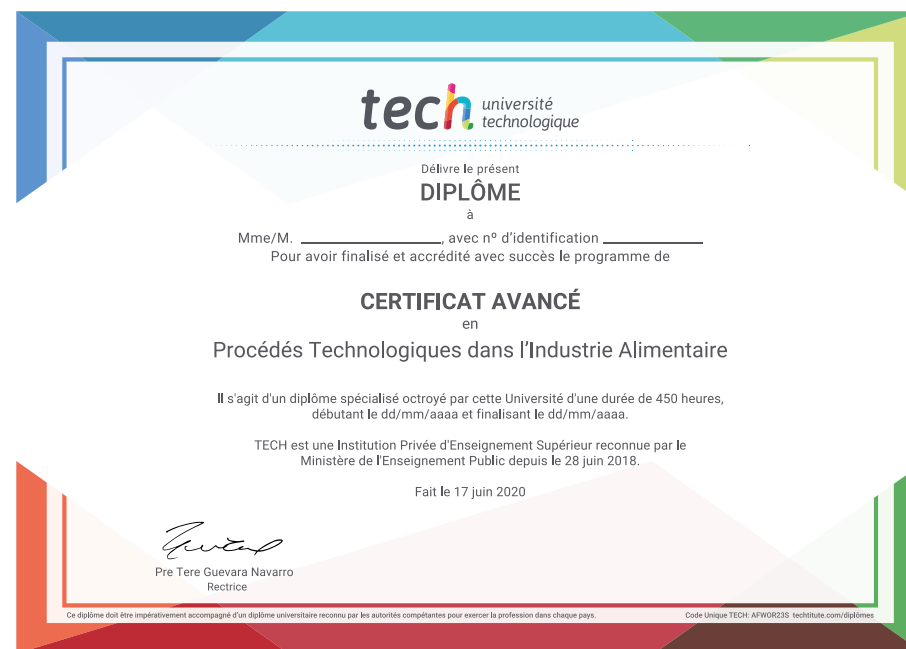 tech université
technologique
Délivre le présent
DIPLÔME
à
Mme/M. ____________________, avec nº d'identification ______________
Pour avoir finalisé et accrédité avec succès le programme de
CERTIFICAT AVANCÉ
en
Procédés Technologiques dans l'Industrie Alimentaire
Il s'agit d'un diplôme spécialisé octroyé par cette Université d'une durée de 450 heures,
débutant le dd/mm/aaaa et finalisant le dd/mm/aaaa.
TECH est une Institution Privée d'Enseignement Supérieur reconnue par le
Ministère de l'Enseignement Public depuis le 28 juin 2018.
Fait le 17 juin 2020
Pre Tere Guevara Navarro
Rectrice
Ce diplôme doit être impérativement accompagné d'un diplôme universitaire reconnu par les autorités compétantes pour exercer la profession dans chaque pays.
Code Unique TECH: AFWOR23S techtitute.com/diplômes